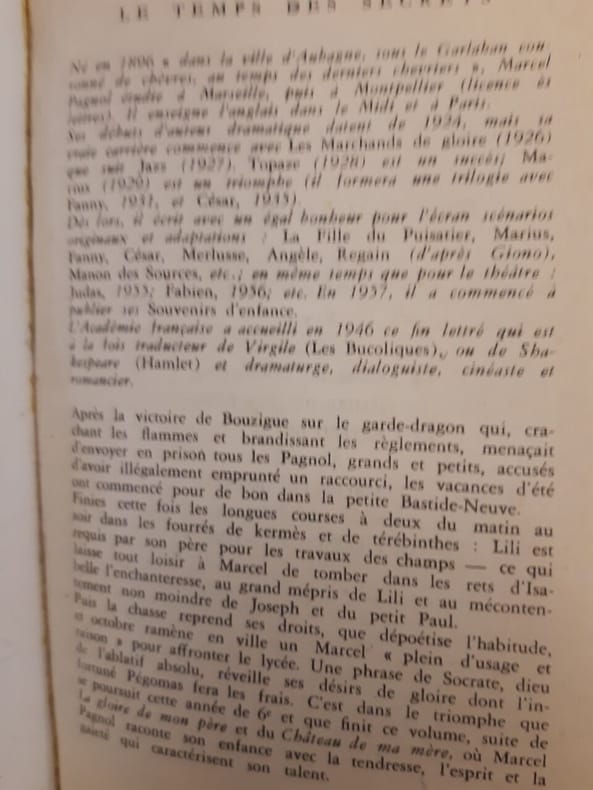 LE TEMPS DES SECRETS
Né en 1896 « dans la ville d'Aubagne, sous le Garlaban cou-
ronné de chèvres, au temps des derniers chevriers », Marcel
Pagnol étudie à Marseille, puis à Montpellier (licence ès
lettres). Il enseigne l'anglais dans le Midi et à Paris.
Ses débuts d'auteur dramatique datent de 1924, mais sa
vraie carrière commence avec Les Marchands de gloire (1926)
que suit Jazz (1927). Topaze (1928) est un succès; Ma-
rius (1929) est un triomphe (il formera une trilogie avec
Fanny, 1931, et César, 1935).
Dès lors, il écrit avec un égal bonheur pour l'écran scénarios
originaux et adaptations : La Fille du Puisatier, Marius,
Fanny, César, Merlusse, Angèle, Regain (d'après Giono),
Manon des Sources, etc.; en même temps que pour le théâtre :
Judas, 1955; Fabien, 1956; etc. En 1957, il a commencé à
publier ses Souvenirs d'enfance.
L'Académie française a accueilli en 1946 ce fin lettré qui est
à la fois traducteur de Virgile (Les Bucoliques), ou de Sha-
kespeare (Hamlet) et dramaturge, dialoguiste, cinéaste et
romancier.
Après la victoire de Bouzigue sur le garde-dragon qui, cra-
chant les flammes et brandissant les règlements, menaçait
d'envoyer en prison tous les Pagnol, grands et petits, accusés
d'avoir illégalement emprunté un raccourci, les vacances d'été
ont commencé pour de bon dans la petite Bastide-Neuve.
Finies cette fois les longues courses à deux du matin au
soir dans les fourrés de kermès et de térébinthes : Lili est
requis par son père pour les travaux des champs — ce qui
laisse tout loisir à Marcel de tomber dans les rets d'Isa-
belle l'enchanteresse, au grand mépris de Lili et au méconten-
tement non moindre de Joseph et du petit Paul.
Puis la chasse reprend ses droits, que dépoétise l'habitude,
et octobre ramène en ville un Marcel « plein d'usage et
raison » pour affronter le lycée. Une phrase de Socrate, dieu
de l'ablatif absolu, réveille ses désirs de gloire dont l'in-
fortuné Pégomas fera les frais. C'est dans le triomphe que
se poursuit cette année de 6e et que finit ce volume, suite de
La gloire de mon père et du Château de ma mère, où Marcel
Pagnol raconte son enfance avec la tendresse, l'esprit et la
gaieté qui caractérisent son talent.